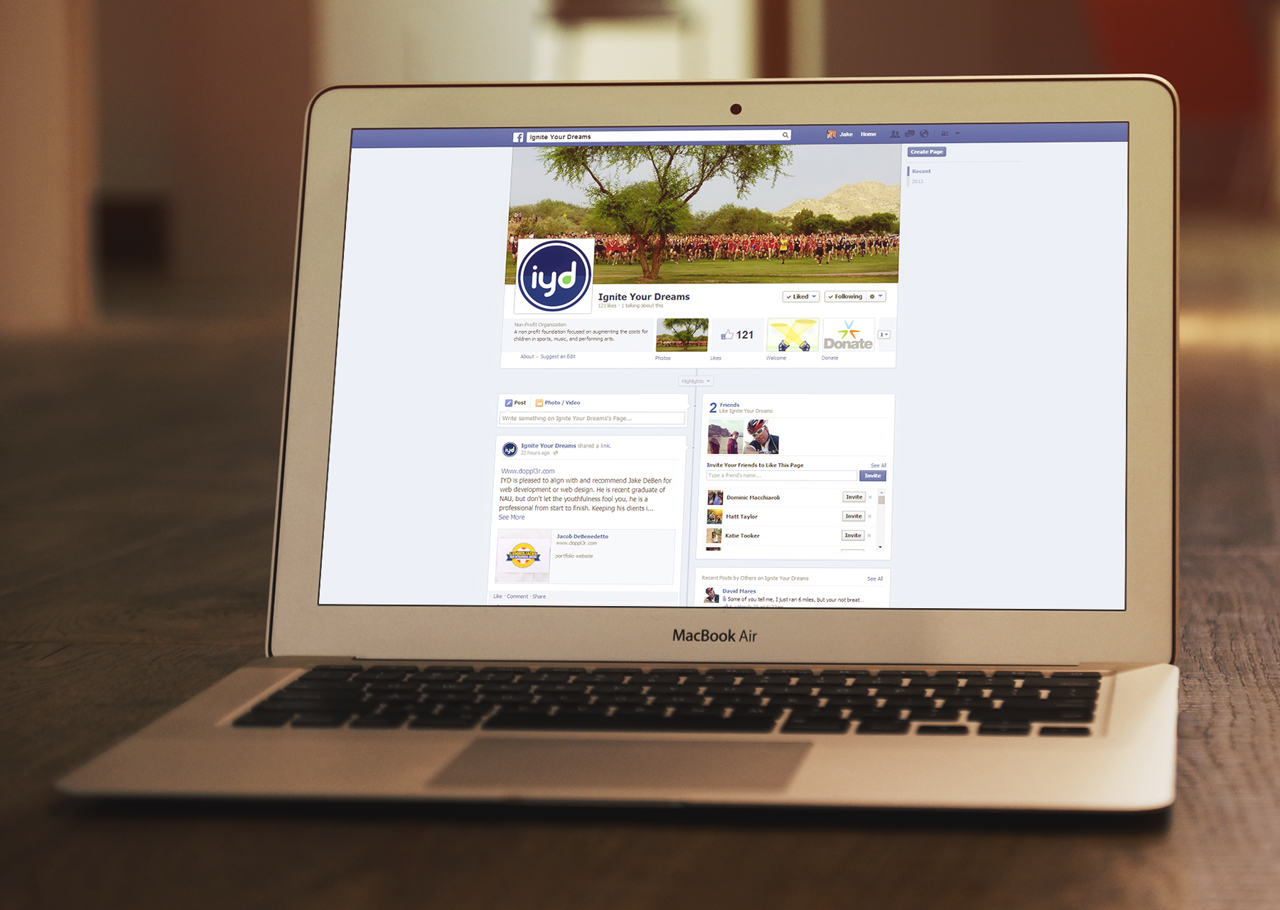 Ignite Your Dreams
Jake Home
Create Page
Recent
2013
iyd
Ignite Your Dreams
121 likes · 1 talking about this
Liked
Following
Non-Profit Organization
A non profit foundation focused on augmenting the costs for
children in sports, music, and performing arts.
About – Suggest an Edit
121
Donate
1
Photos
Likes
Welcome
Donate
Highlights
Post Photo / Video
Write something on Ignite Your Dreams's Page...
iyd
Ignite Your Dreams shared a link.
22 hours ago
Www.doppl3r.com
IYD is pleased to align with and recommend Jake DeBen for
web development or web design. He is recent graduate of
NAU, but don't let the youthfulness fool you, he is a
professional from start to finish. Keeping his clients i...
See More
Jacob DeBenedetto
www.doppl3r.com
portfolio website
Like · Comment · Share
2 Friends
Like Ignite Your Dreams
Invite Your Friends to Like This Page
See All
Type a friend's name...
Invite
Dominic Macchiaroli
Invite
Matt Taylor
Invite
Katie Tooker
Invite
Recent Posts by Others on Ignite Your Dreams
See All
David Mares
Some of you tell me, I just ran 6 miles, but your not breat...
MacBook Air